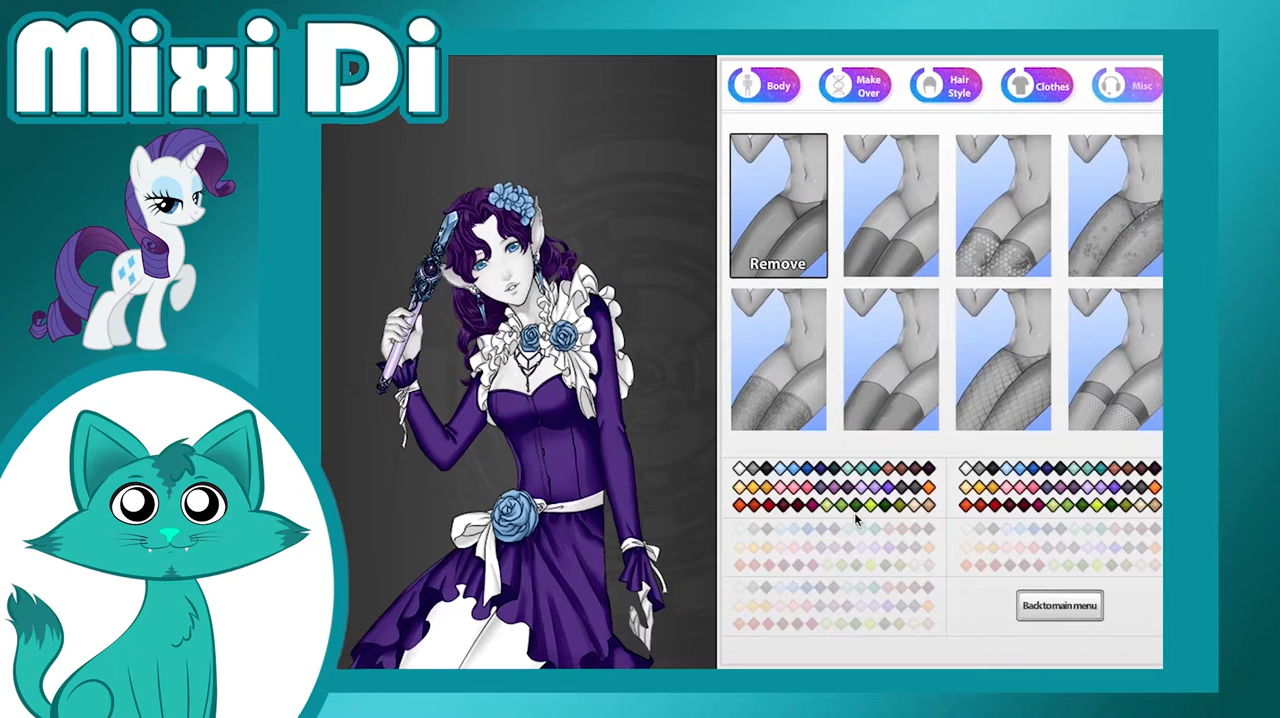 Mixi Di
Body
Make
Over
Hair
Style
Clothes
Misc
Remove
Back to main menu